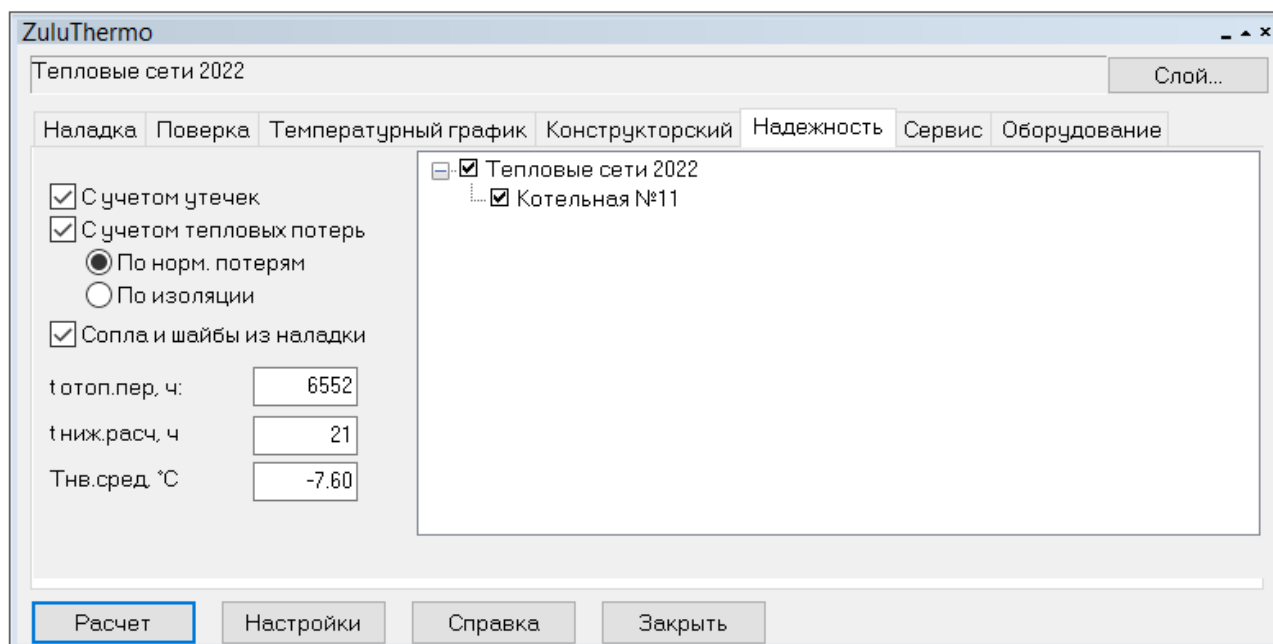 ZuluThermo
Тепловые сети 2022
Слой...
Наладка Поверка Температурный график Конструкторский Надежность Сервис Оборудование
С учетом утечек
С учетом тепловых потерь
По норм. потерям
По изоляции
Сопла и шайбы из наладки
t отоп.пер, ч: 6552
t ниж.расч, ч 21
Тнв.сред, °С -7.60
Тепловые сети 2022
Котельная №11
Расчет Настройки Справка Закрыть